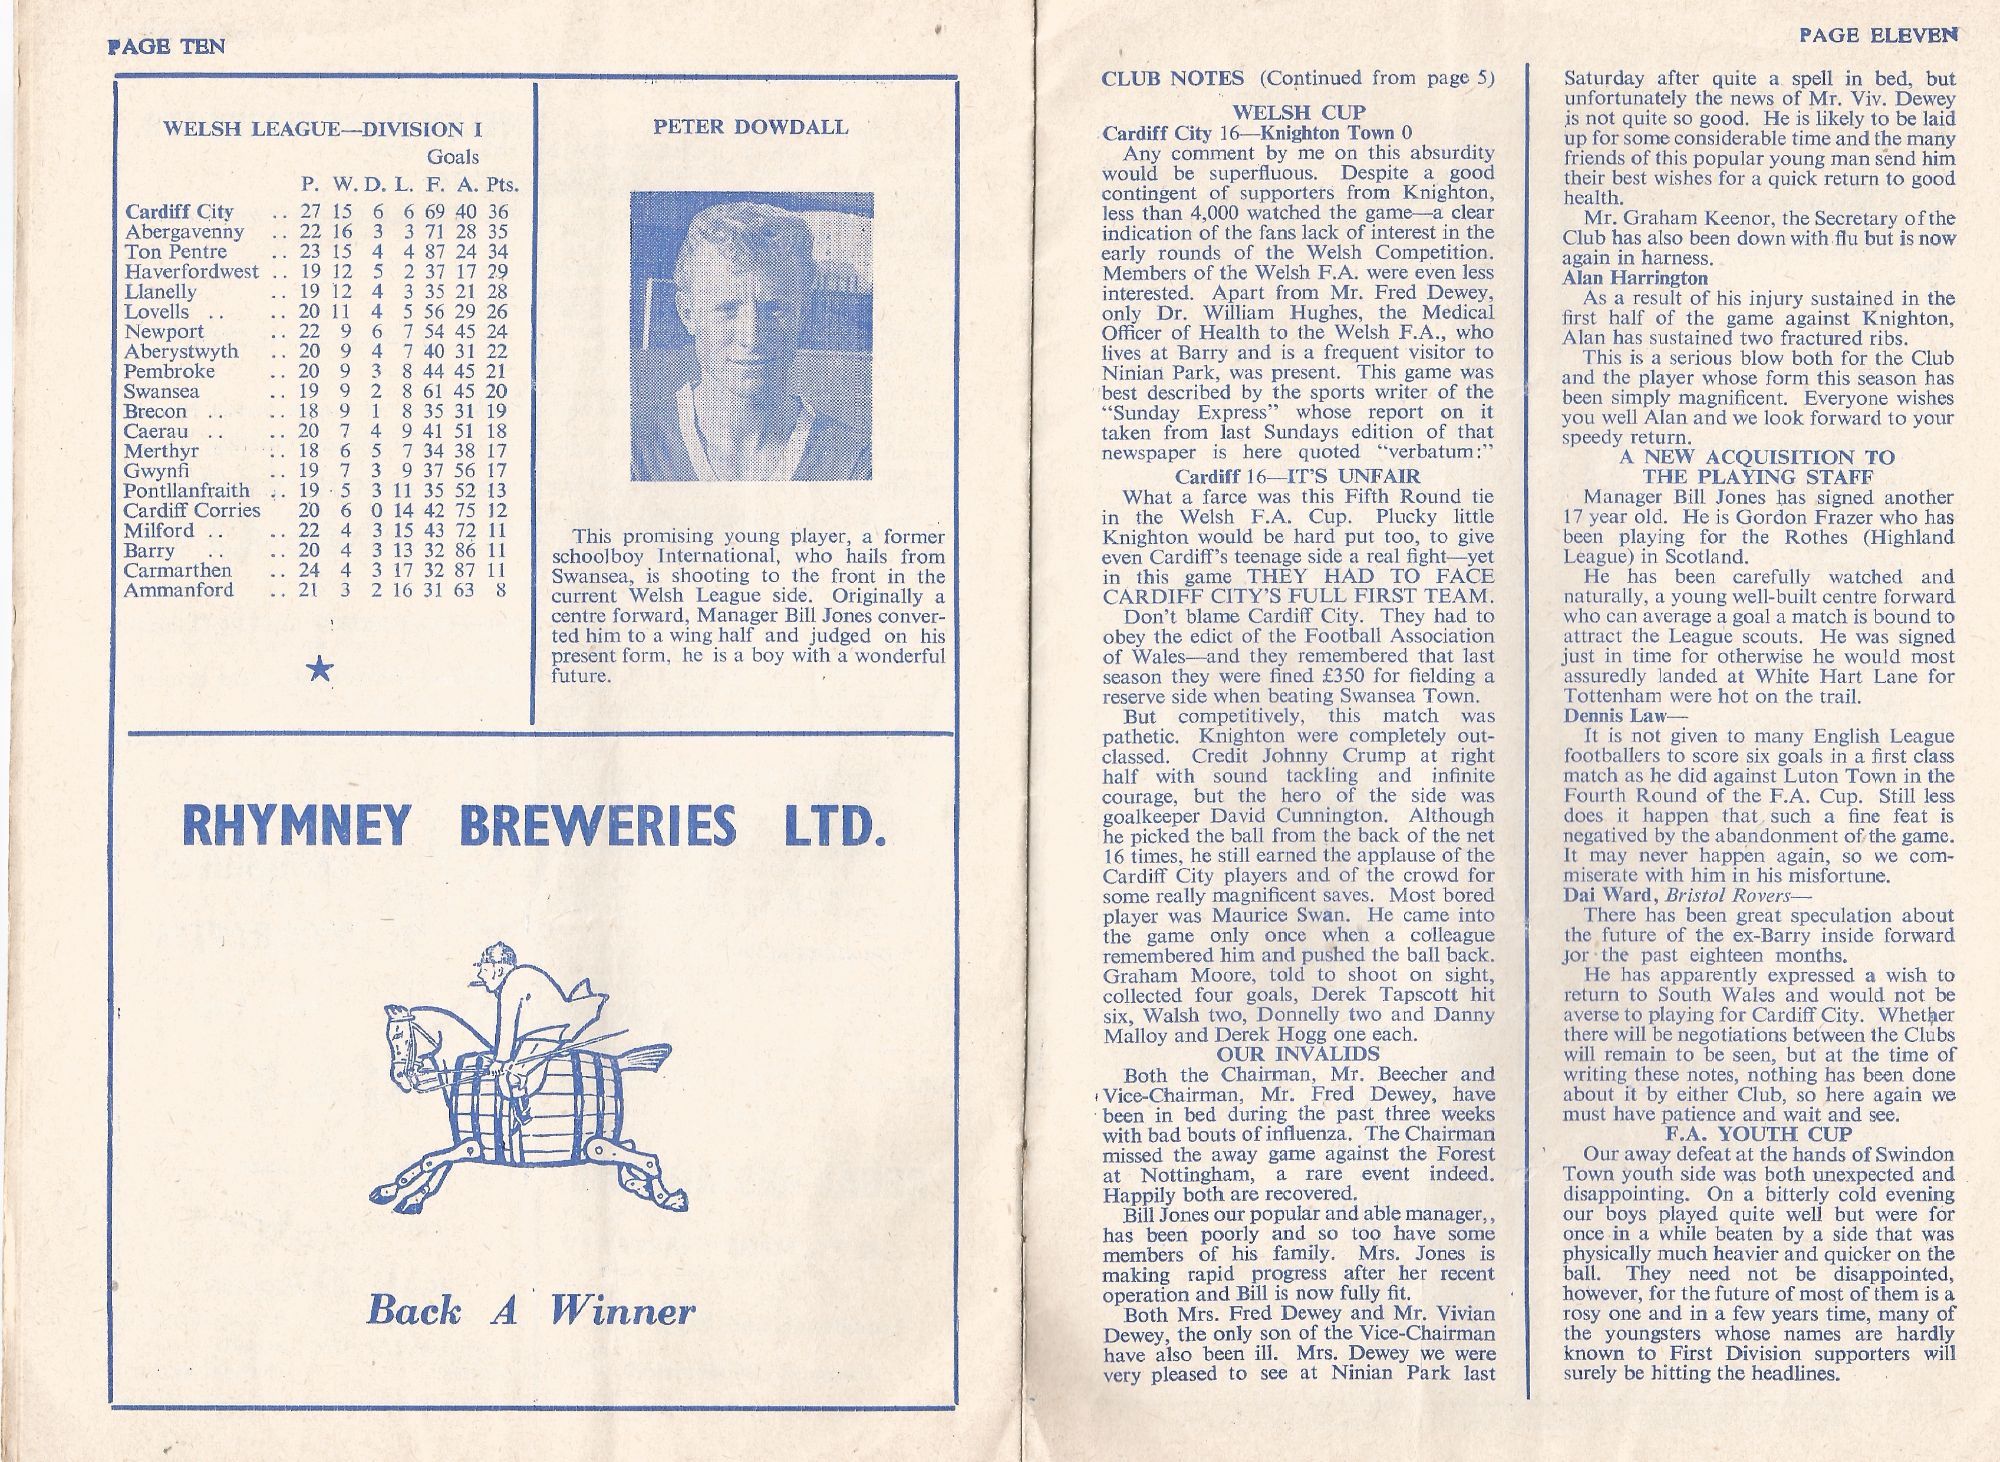 PAGE TEN
WELSH LEAGUE—DIVISION I
Goals
P. W. D. L. F. A. Pts.
Cardiff City .. 27 15 6 6 69 40 36
Abergavenny .. 22 16 3 3 71 28 35
Ton Pentre .. 23 15 4 4 87 24 34
Haverfordwest .. 19 12 5 2 37 17 29
Llanelly .. 19 12 4 3 35 21 28
Lovells .. .. 20 11 4 5 56 29 26
Newport .. 22 9 6 7 54 45 24
Aberystwyth .. 20 9 4 7 40 31 22
Pembroke .. 20 9 3 8 44 45 21
Swansea .. 19 9 2 8 61 45 20
Brecon .. .. 18 9 1 8 35 31 19
Caerau .. .. 20 7 4 9 41 51 18
Merthyr .. 18 6 5 7 34 38 17
Gwynfi .. 19 7 3 9 37 56 17
Pontllanfraith .. 19 5 3 11 35 52 13
Cardiff Corries 20 6 0 14 42 75 12
Milford .. .. 22 4 3 15 43 72 11
Barry .. .. 20 4 3 13 32 86 11
Carmarthen .. 24 4 3 17 32 87 11
Ammanford .. 21 3 2 16 31 63 8
PETER DOWDALL
This promising young player, a former
schoolboy International, who hails from
Swansea, is shooting to the front in the
current Welsh League side. Originally a
centre forward, Manager Bill Jones conver-
ted him to a wing half and judged on his
present form, he is a boy with a wonderful
future.
RHYMNEY BREWERIES LTD.
Back A Winner
PAGE ELEVEN
CLUB NOTES (Continued from page 5)
WELSH CUP
Cardiff City 16—Knighton Town 0
Any comment by me on this absurdity
would be superfluous. Despite a good
contingent of supporters from Knighton,
less than 4,000 watched the game—a clear
indication of the fans lack of interest in the
early rounds of the Welsh Competition.
Members of the Welsh F.A. were even less
interested. Apart from Mr. Fred Dewey,
only Dr. William Hughes, the Medical
Officer of Health to the Welsh F.A., who
lives at Barry and is a frequent visitor to
Ninian Park, was present. This game was
best described by the sports writer of the
"Sunday Express" whose report on it
taken from last Sundays edition of that
newspaper is here quoted "verbatum:"
Cardiff 16—IT'S UNFAIR
What a farce was this Fifth Round tie
in the Welsh F.A. Cup. Plucky little
Knighton would be hard put too, to give
even Cardiff's teenage side a real fight—yet
in this game THEY HAD TO FACE
CARDIFF CITY'S FULL FIRST TEAM.
Don't blame Cardiff City. They had to
obey the edict of the Football Association
of Wales—and they remembered that last
season they were fined £350 for fielding a
reserve side when beating Swansea Town.
But competitively, this match was
pathetic. Knighton were completely out-
classed. Credit Johnny Crump at right
half with sound tackling and infinite
courage, but the hero of the side was
goalkeeper David Cunnington. Although
he picked the ball from the back of the net
16 times, he still earned the applause of the
Cardiff City players and of the crowd for
some really magnificent saves. Most bored
player was Maurice Swan. He came into
the game only once when a colleague
remembered him and pushed the ball back.
Graham Moore, told to shoot on sight,
collected four goals, Derek Tapscott hit
six, Walsh two, Donnelly two and Danny
Malloy and Derek Hogg one each.
OUR INVALIDS
Both the Chairman, Mr. Beecher and
Vice-Chairman, Mr. Fred Dewey, have
been in bed during the past three weeks
with bad bouts of influenza. The Chairman
missed the away game against the Forest
at Nottingham, a rare event indeed.
Happily both are recovered.
Bill Jones our popular and able manager,,
has been poorly and so too have some
members of his family. Mrs. Jones is
making rapid progress after her recent
operation and Bill is now fully fit.
Both Mrs. Fred Dewey and Mr. Vivian
Dewey, the only son of the Vice-Chairman
have also been ill. Mrs. Dewey we were
very pleased to see at Ninian Park last
Saturday after quite a spell in bed, but
unfortunately the news of Mr. Viv. Dewey
is not quite so good. He is likely to be laid
up for some considerable time and the many
friends of this popular young man send him
their best wishes for a quick return to good
health.
Mr. Graham Keenor, the Secretary of the
Club has also been down with flu but is now
again in harness.
Alan Harrington
As a result of his injury sustained in the
first half of the game against Knighton,
Alan has sustained two fractured ribs.
This is a serious blow both for the Club
and the player whose form this season has
been simply magnificent. Everyone wishes
you well Alan and we look forward to your
speedy return.
A NEW ACQUISITION TO
THE PLAYING STAFF
Manager Bill Jones has signed another
17 year old. He is Gordon Frazer who has
been playing for the Rothes (Highland
League) in Scotland.
He has been carefully watched and
naturally, a young well-built centre forward
who can average a goal a match is bound to
attract the League scouts. He was signed
just in time for otherwise he would most
assuredly landed at White Hart Lane for
Tottenham were hot on the trail.
Dennis Law—
It is not given to many English League
footballers to score six goals in a first class
match as he did against Luton Town in the
Fourth Round of the F.A. Cup. Still less
does it happen that such a fine feat is
negatived by the abandonment of the game.
It may never happen again, so we com-
miserate with him in his misfortune.
Dai Ward, Bristol Rovers—
There has been great speculation about
the future of the ex-Barry inside forward
for the past eighteen months.
He has apparently expressed a wish to
return to South Wales and would not be
averse to playing for Cardiff City. Whether
there will be negotiations between the Clubs
will remain to be seen, but at the time of
writing these notes, nothing has been done
about it by either Club, so here again we
must have patience and wait and see.
F.A. YOUTH CUP
Our away defeat at the hands of Swindon
Town youth side was both unexpected and
disappointing. On a bitterly cold evening
our boys played quite well but were for
once in a while beaten by a side that was
physically much heavier and quicker on the
ball. They need not be disappointed,
however, for the future of most of them is a
rosy one and in a few years time, many of
the youngsters whose names are hardly
known to First Division supporters will
surely be hitting the headlines.